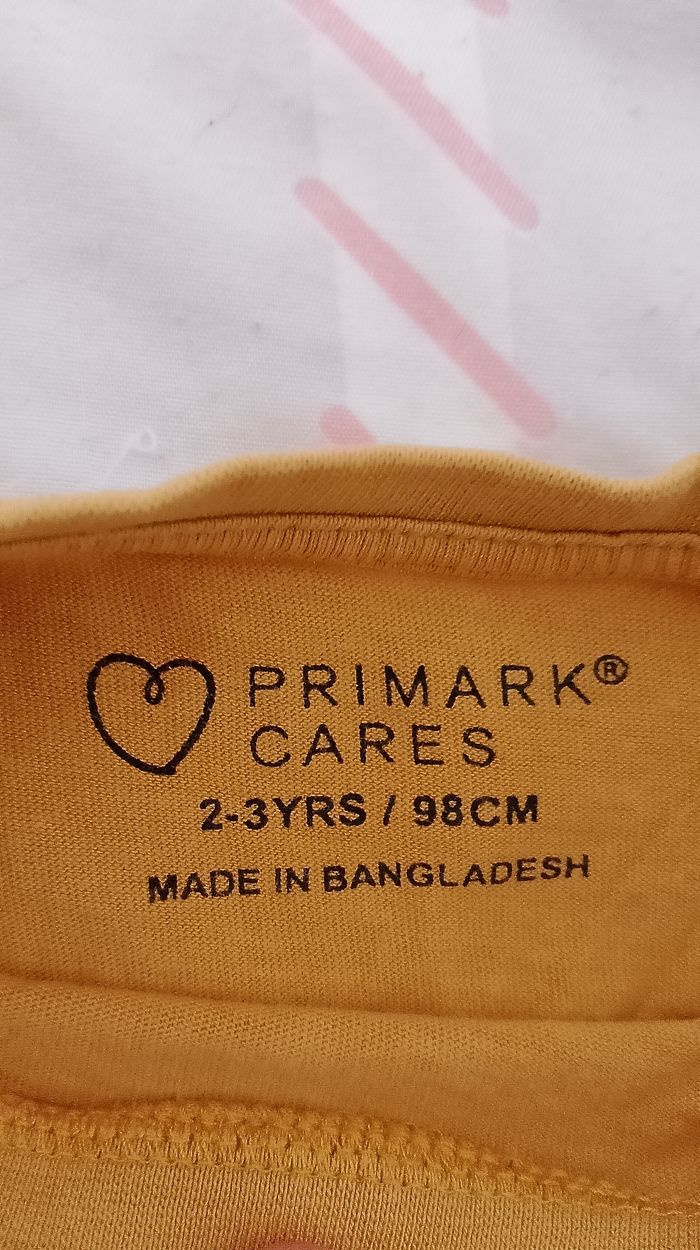 PRIMARK®
CARES
2-3YRS / 98CM
MADE IN BANGLADESH